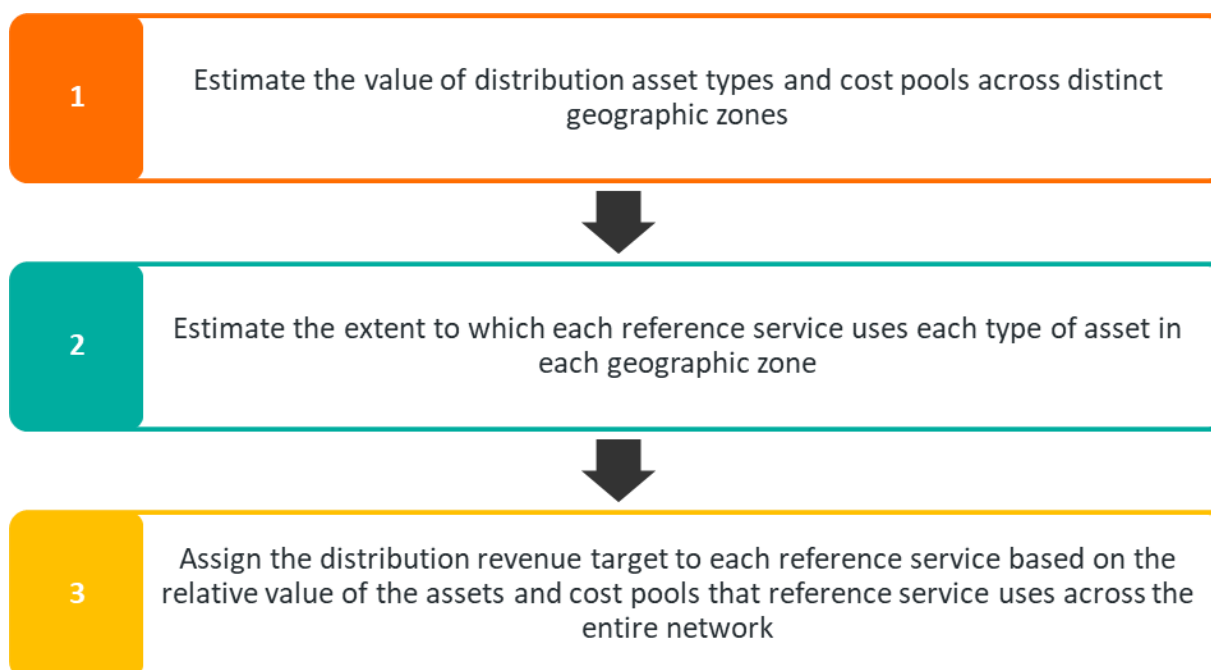 1
Estimate the value of distribution asset types and cost pools across distinct
geographic zones
2
Estimate the extent to which each reference service uses each type of asset in
each geographic zone
3
Assign the distribution revenue target to each reference service based on the
relative value of the assets and cost pools that reference service uses across the
entire network